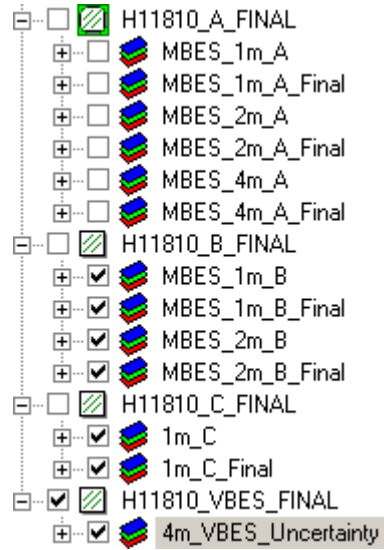 H11810_A_FINAL
MBES_1m_A
MBES_1m_A_Final
MBES_2m_A
MBES_2m_A_Final
MBES_4m_A
MBES_4m_A_Final
H11810_B_FINAL
MBES_1m_B
MBES_1m_B_Final
MBES_2m_B
MBES_2m_B_Final
H11810_C_FINAL
1m_C
1m_C_Final
H11810_VBES_FINAL
4m_VBES_Uncertainty